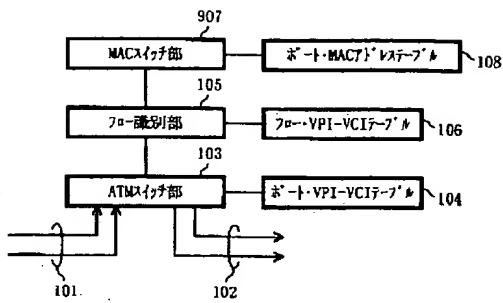 907
MACスイッチ部
ポート・MACアドレステーブル
108
105
フロー識別部
フロー・VPI-VCIテーブル
106
103
ATMスイッチ部
ポート・VPI-VCIテーブル
104
101
102